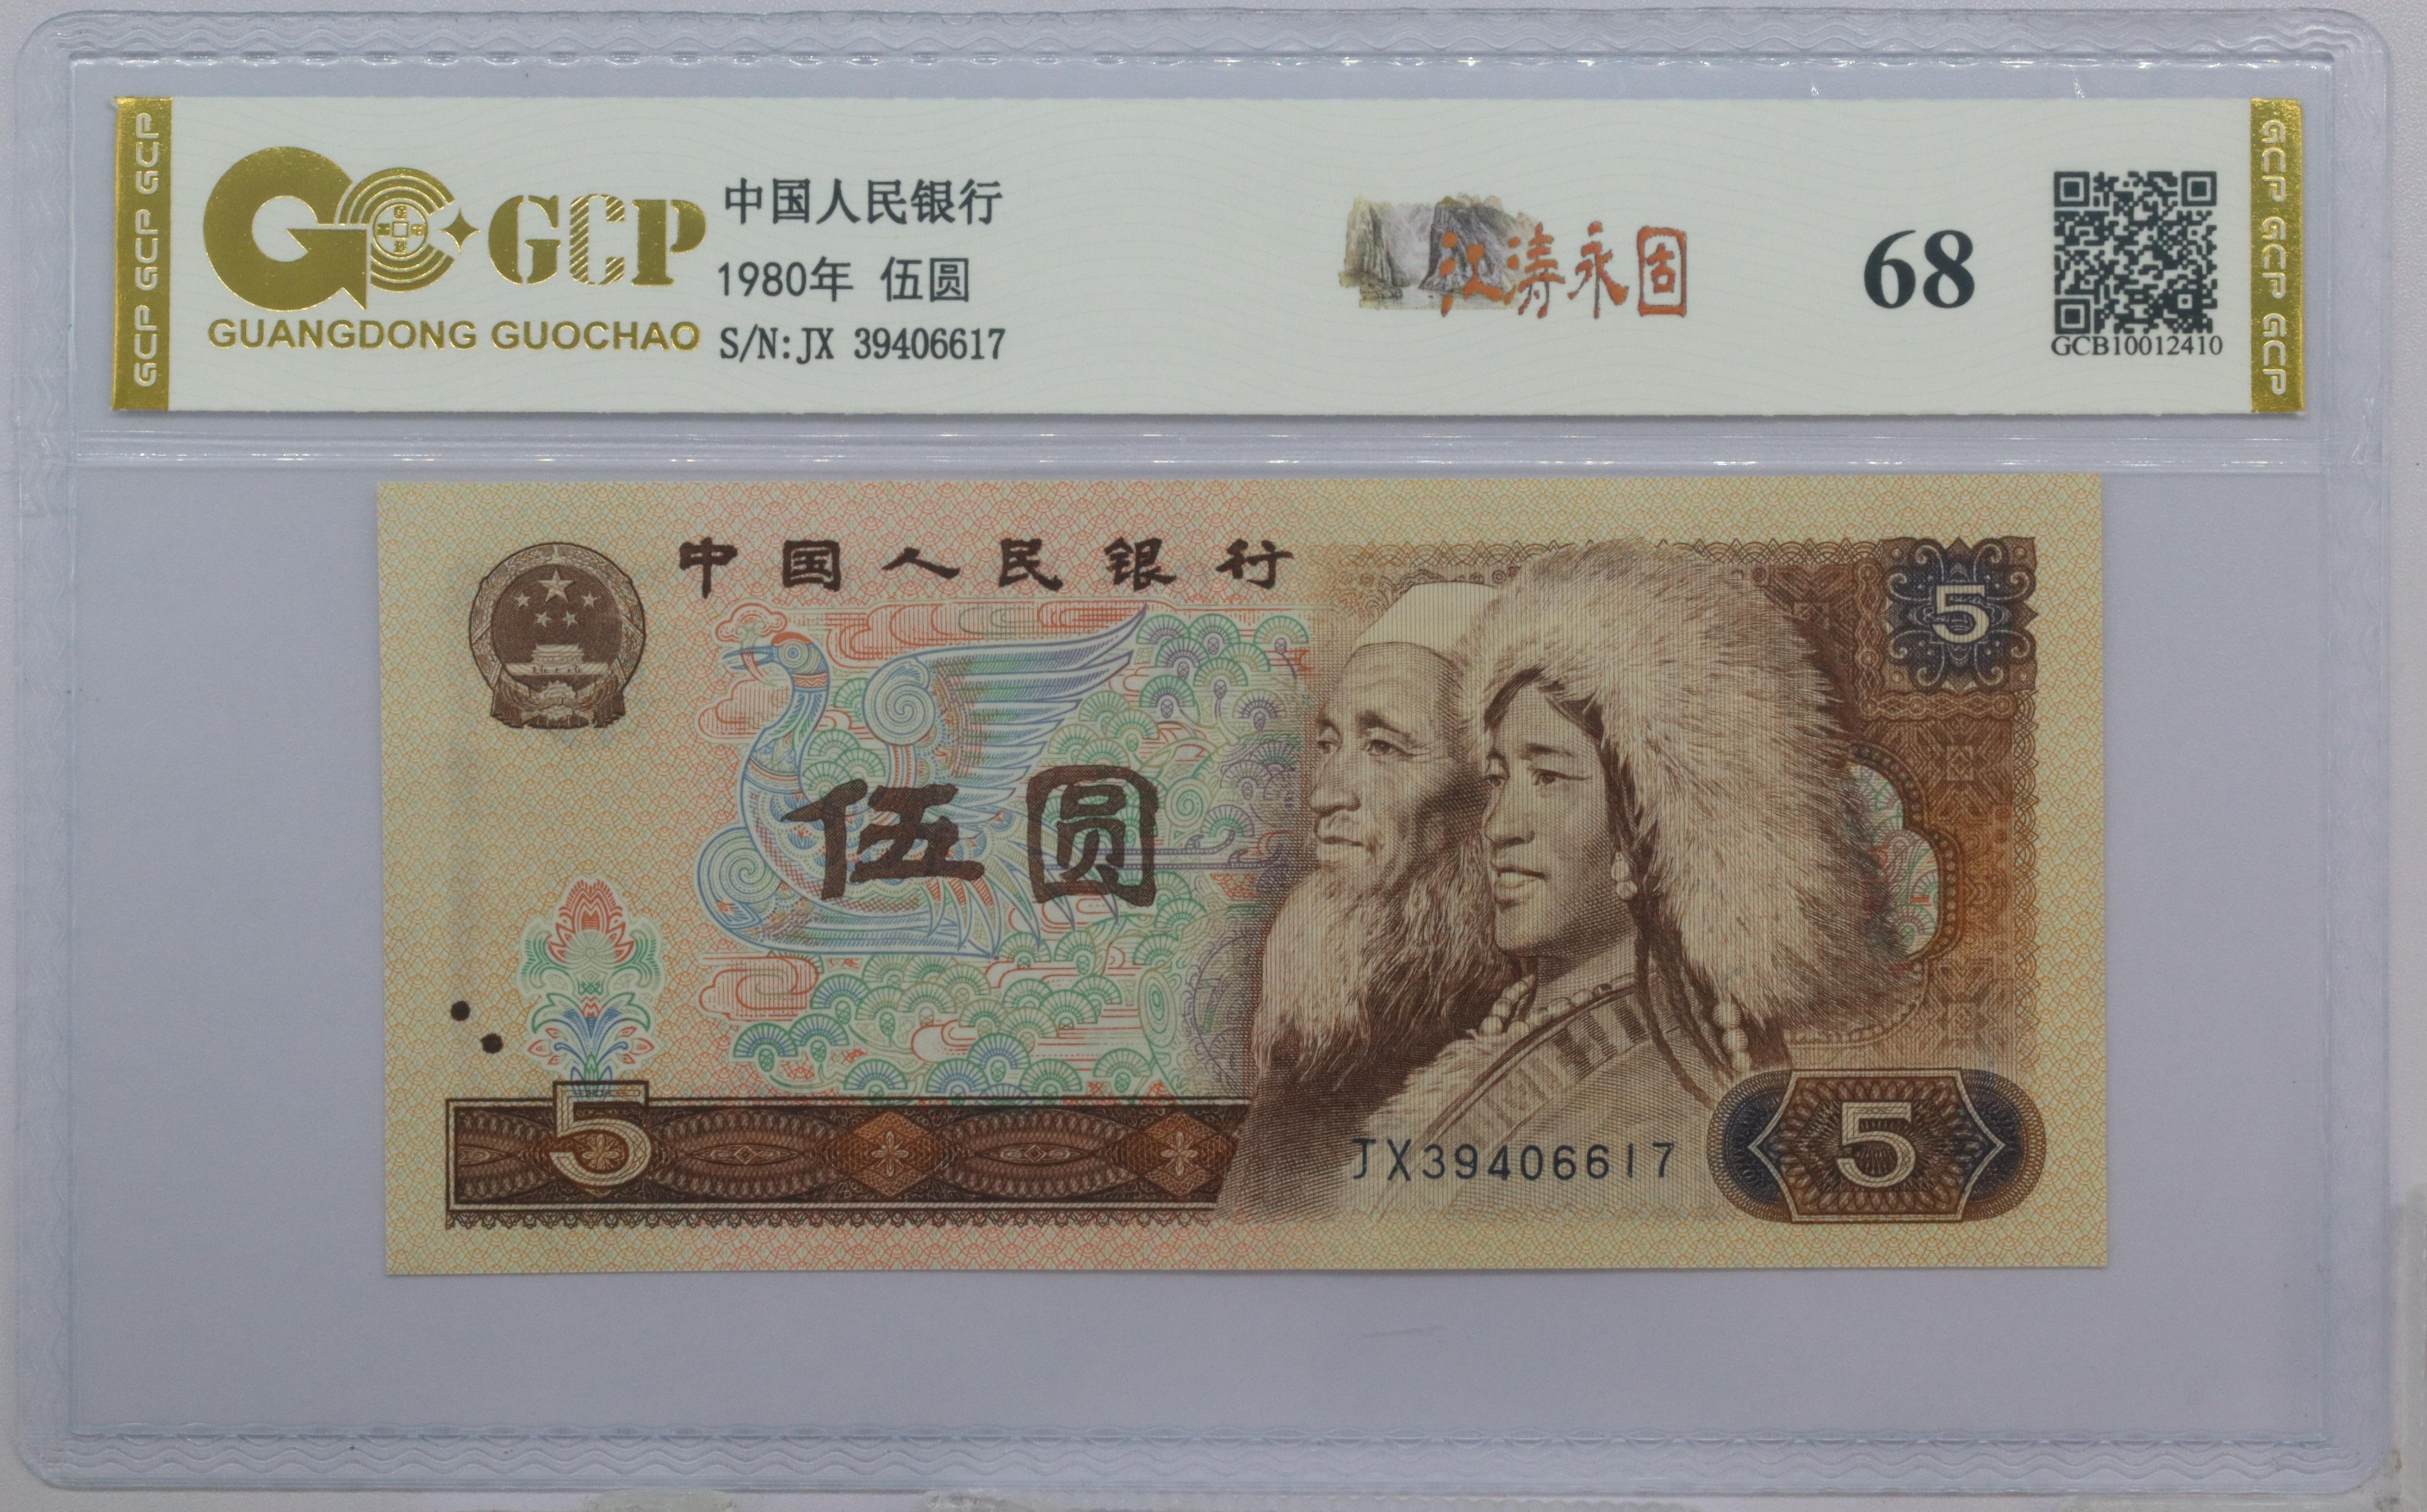 GCP GCP GCP
GCP
GUANGDONG GUOCHAO
中国人民银行
1980年 伍圆
S/N:JX 39406617
江涛永固
68
GCB10012410
GCP GCP GCP GCP
中国人民银行
5
伍圆
5
JX39406617
5